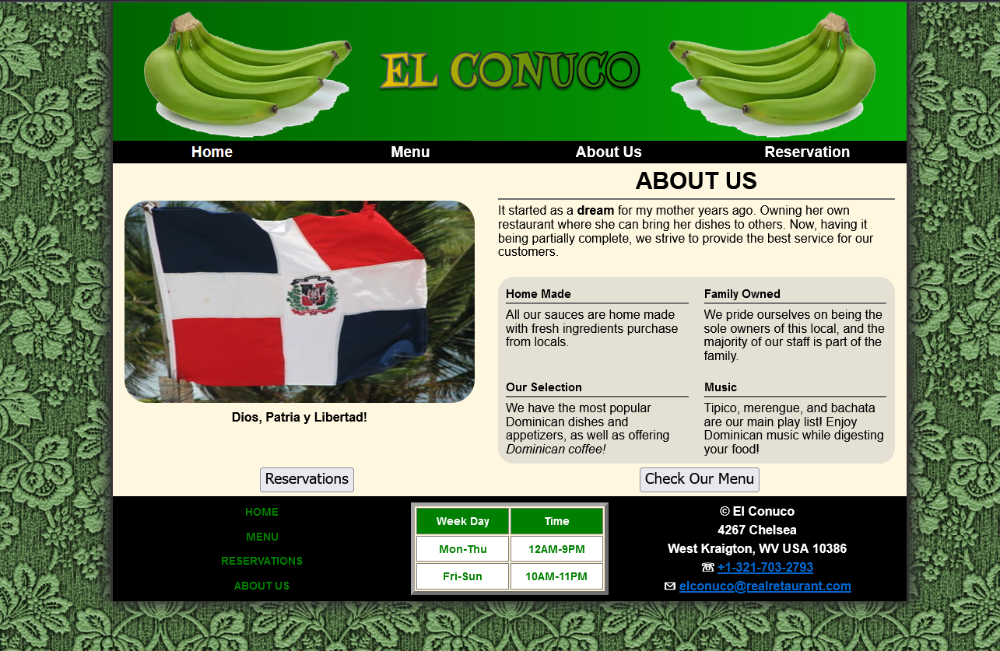 EL CONUCO
Home Menu About Us Reservation
ABOUT US
It started as a dream for my mother years ago. Owning her own
restaurant where she can bring her dishes to others. Now, having it
being partially complete, we strive to provide the best service for our
customers.
Home Made
All our sauces are home made
with fresh ingredients purchase
from locals.
Family Owned
We pride ourselves on being the
sole owners of this local, and the
majority of our staff is part of the
family.
Our Selection
We have the most popular
Dominican dishes and
appetizers, as well as offering
Dominican coffee!
Music
Tipico, merengue, and bachata
are our main play list! Enjoy
Dominican music while digesting
your food!
Dios, Patria y Libertad!
Reservations
Check Our Menu
HOME
MENU
RESERVATIONS
ABOUT US
Week Day Time
Mon-Thu 12AM-9PM
Fri-Sun 10AM-11PM
© El Conuco
4267 Chelsea
West Kraigton, WV USA 10386
☏ +1-321-703-2793
🖂 elconuco@realretaurant.com